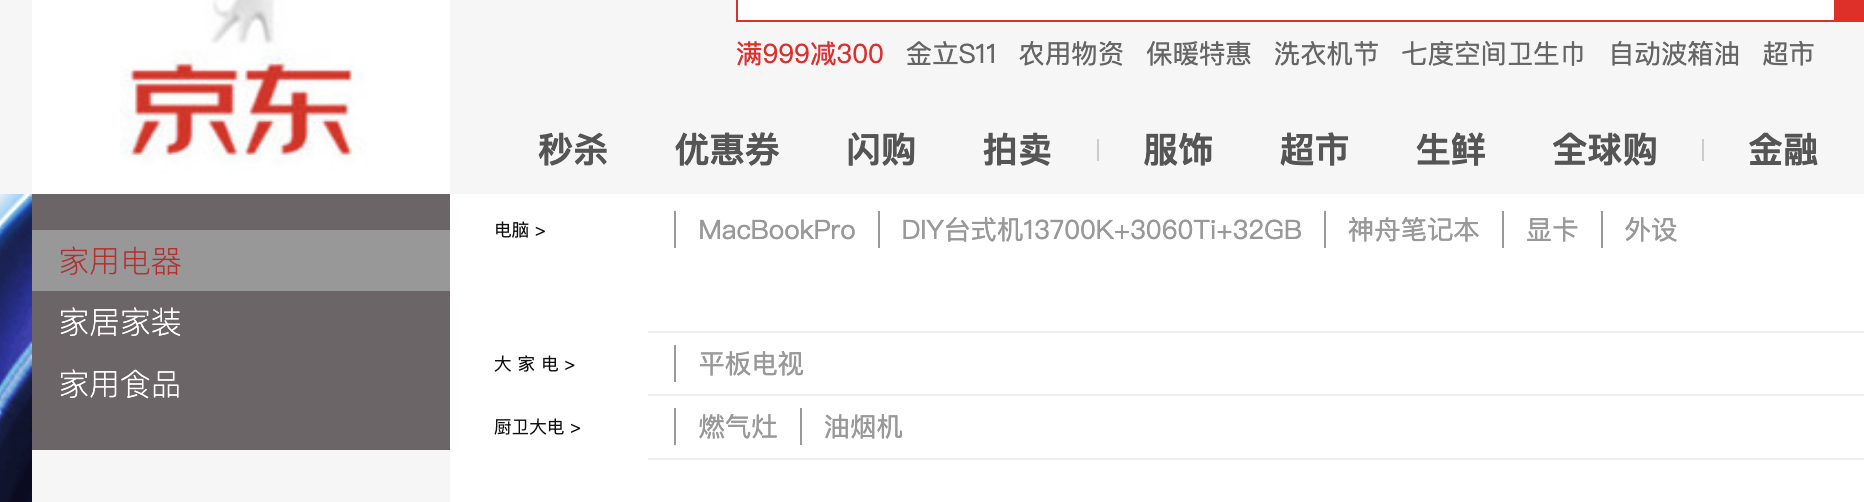 京东
满999减300 金立S11 农用物资 保暖特惠 洗衣机节 七度空间卫生巾 自动波箱油 超市
秒杀 优惠券 闪购 拍卖 服饰 超市 生鲜 全球购 金融
家用电器
家居家装
家用食品
电脑 > MacBookPro DIY台式机13700K+3060Ti+32GB 神舟笔记本 显卡 外设
大 家 电 > 平板电视
厨卫大电 > 燃气灶 油烟机